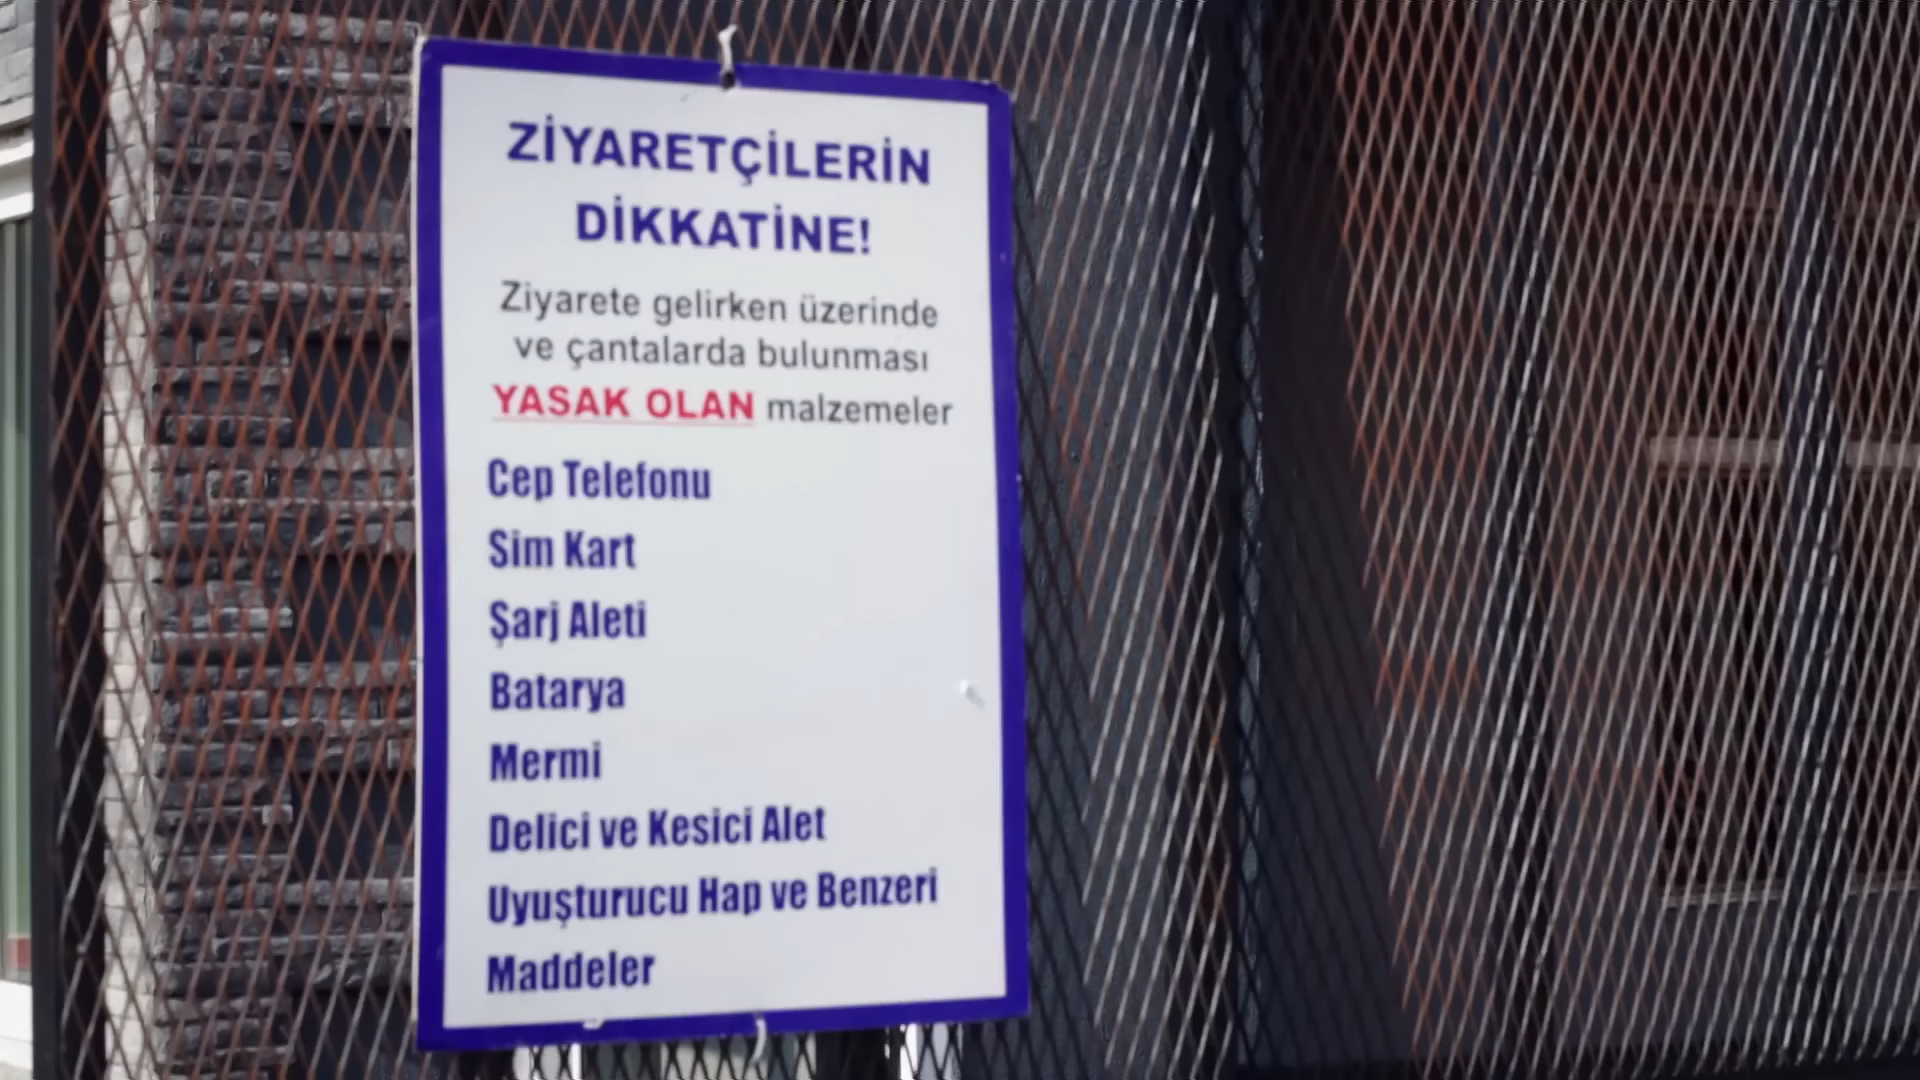 ZİYARETÇİLERİN
DİKKATİNE!
Ziyarete gelirken üzerinde
ve çantalarda bulunması
YASAK OLAN malzemeler
Cep Telefonu
Sim Kart
Şarj Aleti
Batarya
Mermi
Delici ve Kesici Alet
Uyuşturucu Hap ve Benzeri
Maddeler